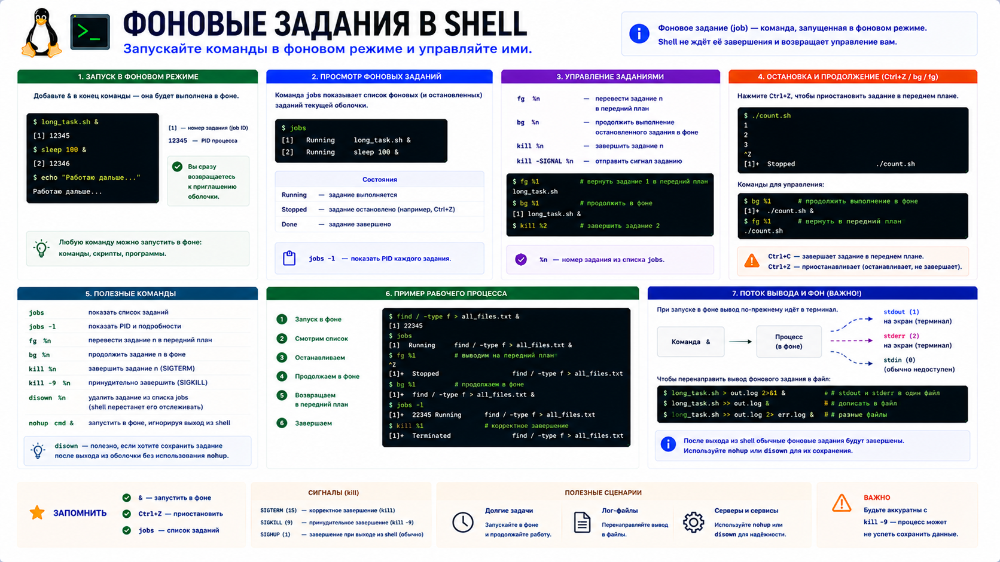 ФОНОВЫЕ ЗАДАНИЯ В SHELL
Запускайте команды в фоновом режиме и управляйте ими.
Фоновое задание (job) — команда, запущенная в фоновом режиме.
Shell не ждёт её завершения и возвращает управление вам.
1. ЗАПУСК В ФОНОВОМ РЕЖИМЕ
Добавьте & в конец команды — она будет выполнена в фоне.
$ long_task.sh &
[1] 12345
$ sleep 100 &
[2] 12346
$ echo "Работаю дальше..."
Работаю дальше...
[1] — номер задания (job ID)
12345 — PID процесса
Вы сразу
возвращаетесь
к приглашению
оболочки.
Любую команду можно запустить в фоне:
команды, скрипты, программы.
2. ПРОСМОТР ФОНОВЫХ ЗАДАНИЙ
Команда jobs показывает список фоновых (и остановленных)
заданий текущей оболочки.
$ jobs
[1] Running long_task.sh &
[2] Running sleep 100 &
Состояния
Running — задание выполняется
Stopped — задание остановлено (например, Ctrl+Z)
Done — задание завершено
jobs -l — показать PID каждого задания.
3. УПРАВЛЕНИЕ ЗАДАНИЯМИ
fg %n — перевести задание n
в передний план
bg %n — продолжить выполнение
остановленного задания в фоне
kill %n — завершить задание n
kill -SIGNAL %n — отправить сигнал заданию
$ fg %1 # вернуть задание 1 в передний план
long_task.sh
$ bg %1 # продолжить в фоне
[1] long_task.sh &
$ kill %2 # завершить задание 2
%n — номер задания из списка jobs.
4. ОСТАНОВКА И ПРОДОЛЖЕНИЕ (Ctrl+Z / bg / fg)
Нажмите Ctrl+Z, чтобы приостановить задание в переднем плане.
$ ./count.sh
1
2
3
^Z
[1]+ Stopped ./count.sh
Команды для управления:
$ bg %1 # продолжить выполнение в фоне
[1]+ ./count.sh &
$ fg %1 # вернуть в передний план
./count.sh
Ctrl+C — завершает задание в переднем плане.
Ctrl+Z — приостанавливает (останавливает, не завершает).
5. ПОЛЕЗНЫЕ КОМАНДЫ
jobs показать список заданий
jobs -l показать PID и подробности
fg %n перевести задание n в передний план
bg %n продолжить задание n в фоне
kill %n завершить задание n (SIGTERM)
kill -9 %n принудительно завершить (SIGKILL)
disown %n удалить задание из списка jobs
(shell перестанет его отслеживать)
nohup cmd & запустить в фоне, игнорируя выход из shell
disown — полезно, если хотите сохранить задание
после выхода из оболочки без использования nohup.
6. ПРИМЕР РАБОЧЕГО ПРОЦЕССА
1 Запуск в фоне
2 Смотрим список
3 Останавливаем
4 Продолжаем в фоне
5 Возвращаем
в передний план
6 Завершаем
$ find / -type f > all_files.txt &
[1] 22345
$ jobs
[1] Running find / -type f > all_files.txt &
$ fg %1 # выводим на передний план
^Z
[1]+ Stopped find / -type f > all_files.txt
$ bg %1 # продолжаем в фоне
[1]+ find / -type f > all_files.txt &
$ jobs -l
[1]+ 22345 Running find / -type f > all_files.txt
$ kill %1 # корректное завершение
[1]+ Terminated find / -type f > all_files.txt
7. ПОТОК ВЫВОДА И ФОН (ВАЖНО!)
При запуске в фоне вывод по-прежнему идёт в терминал.
Команда &
Процесс
(в фоне)
stdout (1)
на экран (терминал)
stderr (2)
на экран (терминал)
stdin (0)
(обычно недоступен)
Чтобы перенаправить вывод фонового задания в файл:
$ long_task.sh > out.log 2>&1 & # # stdout и stderr в один файл
$ long_task.sh >> out.log & # # дописать в файл
$ long_task.sh >> out.log 2> err.log & # # разные файлы
После выхода из shell обычные фоновые задания будут завершены.
Используйте nohup или disown для их сохранения.
ЗАПОМНИТЬ
& — запустить в фоне
Ctrl+Z — приостановить
jobs — список заданий
СИГНАЛЫ (kill)
SIGTERM (15) — корректное завершение (kill)
SIGKILL (9) — принудительное завершение (kill -9)
SIGHUP (1) — завершение при выходе из shell (обычно)
ПОЛЕЗНЫЕ СЦЕНАРИИ
Долгие задачи
Запускайте в фоне
и продолжайте работу.
Лог-файлы
Перенаправляйте вывод
в файлы.
Серверы и сервисы
Используйте nohup или
disown для надёжности.
ВАЖНО
Будьте аккуратны с
kill -9 — процесс может
не успеть сохранить данные.